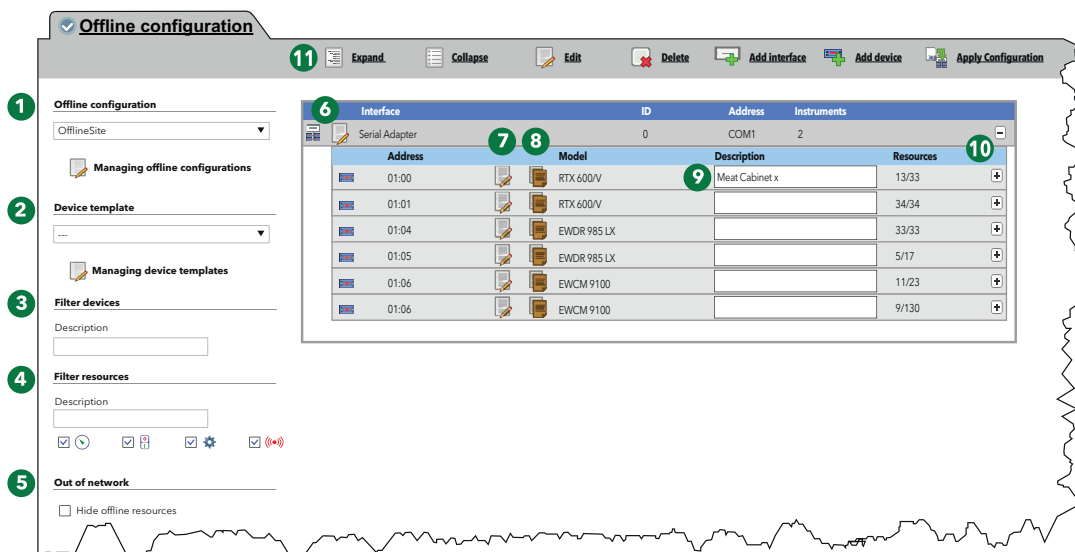 Offline configuration
11 Expand Collapse Edit Delete Add interface Add device Apply Configuration
1 Offline configuration
OfflineSite
Managing offline configurations
2 Device template
---
Managing device templates
3 Filter devices
Description
4 Filter resources
Description
5 Out of network
Hide offline resources
6 Interface ID Address Instruments
Serial Adapter 0 COM1 2
7 8 10
Address Model Description Resources
01:00 RTX 600/V 9 Meat Cabinet x 13/33
01:01 RTX 600/V 34/34
01:04 EWDR 985 LX 33/33
01:05 EWDR 985 LX 5/17
01:06 EWCM 9100 11/23
01:06 EWCM 9100 9/130